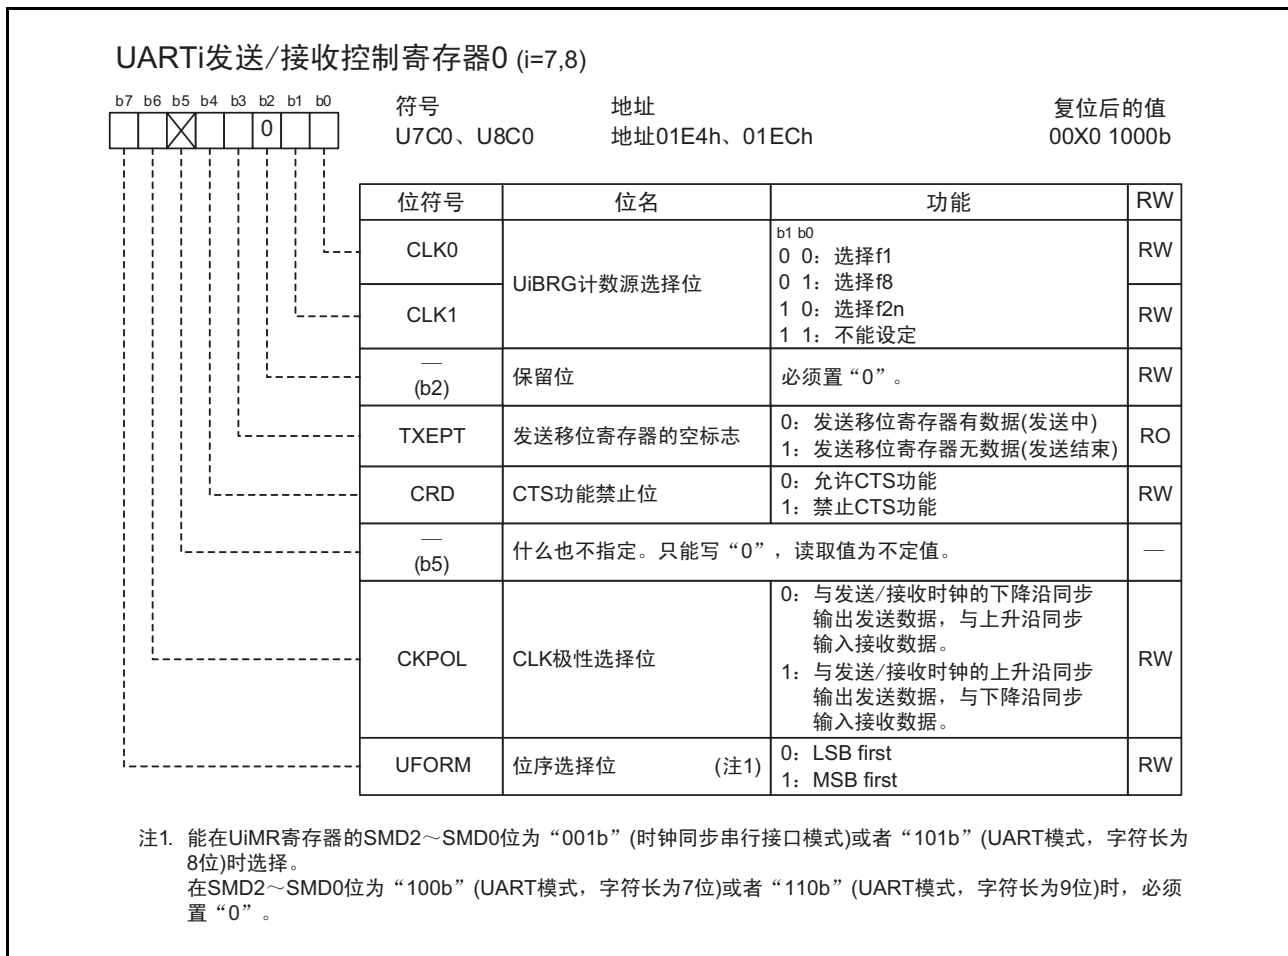 UARTi发送/接收控制寄存器0 (i=7,8)
b7 b6 b5 b4 b3 b2 b1 b0
0
符号 地址 复位后的值
U7C0、U8C0 地址01E4h、01ECh 00X0 1000b
位符号 位名 功能 RW
CLK0 UiBRG计数源选择位 b1 b0
0 0：选择f1
0 1：选择f8
1 0：选择f2n
1 1：不能设定
RW
CLK1 RW
—
(b2) 保留位 必须置“0”。 RW
TXEPT 发送移位寄存器的空标志 0：发送移位寄存器有数据(发送中)
1：发送移位寄存器无数据(发送结束)
RO
CRD CTS功能禁止位 0：允许CTS功能
1：禁止CTS功能
RW
—
(b5) 什么也不指定。只能写“0”，读取值为不定值。 —
CKPOL CLK极性选择位 0：与发送/接收时钟的下降沿同步
输出发送数据，与上升沿同步
输入接收数据。
1：与发送/接收时钟的上升沿同步
输出发送数据，与下降沿同步
输入接收数据。
RW
UFORM 位序选择位 (注1) 0：LSB first
1：MSB first
RW
注1. 能在UiMR寄存器的SMD2～SMD0位为“001b”(时钟同步串行接口模式)或者“101b”(UART模式，字符长为
8位)时选择。
在SMD2～SMD0位为“100b”(UART模式，字符长为7位)或者“110b”(UART模式，字符长为9位)时，必须
置“0”。